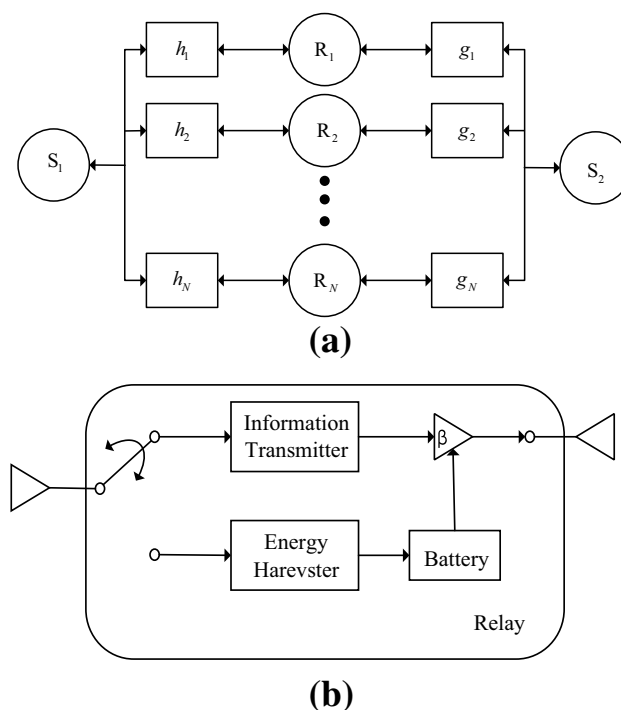 h1 R1 g1
h2 R2 g2
S1 S2
hN RN gN
(a)
Information
Transmitter
β
Energy
Harevster
Battery
Relay
(b)